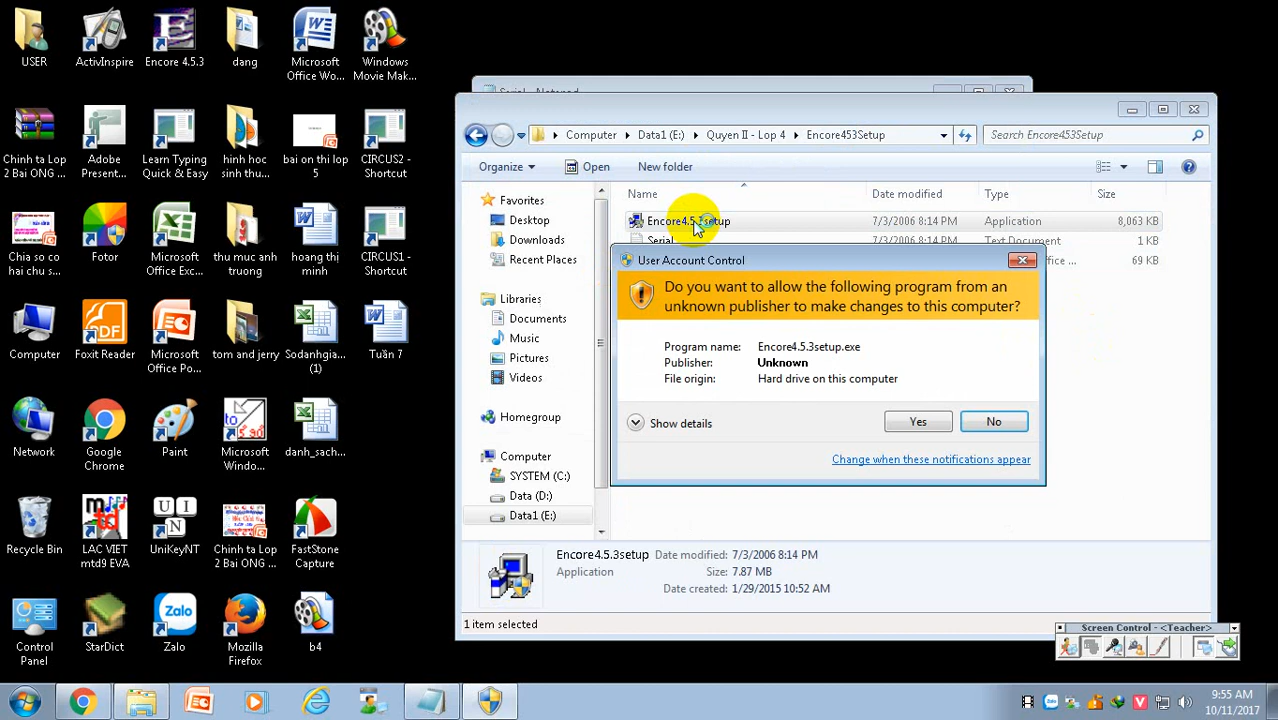 USER
ActivInspire
Encore 4.5.3
dang
Microsoft
Office Wo...
Windows
Movie Mak...
Chinh ta Lop
2 Bai ONG ...
Adobe
Present...
Learn Typing
Quick & Easy
hinh hoc
sinh thu...
bai on thi lop
5
CIRCUS2 -
Shortcut
Chia so co
hai chu s...
Fotor
Microsoft
Office Exc...
thu muc anh
truong
hoang thị
minh
CIRCUS1 -
Shortcut
Computer
Foxit Reader
Microsoft
Office Po...
tom and jerry
Sodanhgia...
(1)
Tuần 7
Network
Google
Chrome
Paint
Microsoft
Windo...
danh_sach...
Recycle Bin
LAC VIET
mtd9 EVA
UniKeyNT
Chinh ta Lop
2 Bai ONG ...
FastStone
Capture
Control
Panel
StarDict
Zalo
Mozilla
Firefox
b4
Computer
Data1 (E:)
Quyen II - Lop 4
Encore453Setup
Search Encore453Setup
Organize
Open
New folder
Name
Date modified
Type
Size
Favorites
Desktop
Downloads
Recent Places
Libraries
Documents
Music
Pictures
Videos
Homegroup
Computer
SYSTEM (C:)
Data (D:)
Data1 (E:)
Encore4.5.3setup 7/3/2006 8:14 PM Application 8,063 KB
Serial 7/3/2006 8:14 PM Text Document 1 KB
69 KB
User Account Control
Do you want to allow the following program from an
unknown publisher to make changes to this computer?
Program name: Encore4.5.3setup.exe
Publisher: Unknown
File origin: Hard drive on this computer
Show details
Yes
No
Change when these notifications appear
Encore4.5.3setup Date modified: 7/3/2006 8:14 PM
Application Size: 7.87 MB
Date created: 1/29/2015 10:52 AM
1 item selected
Screen Control - <Teacher>
9:55 AM
10/11/2017